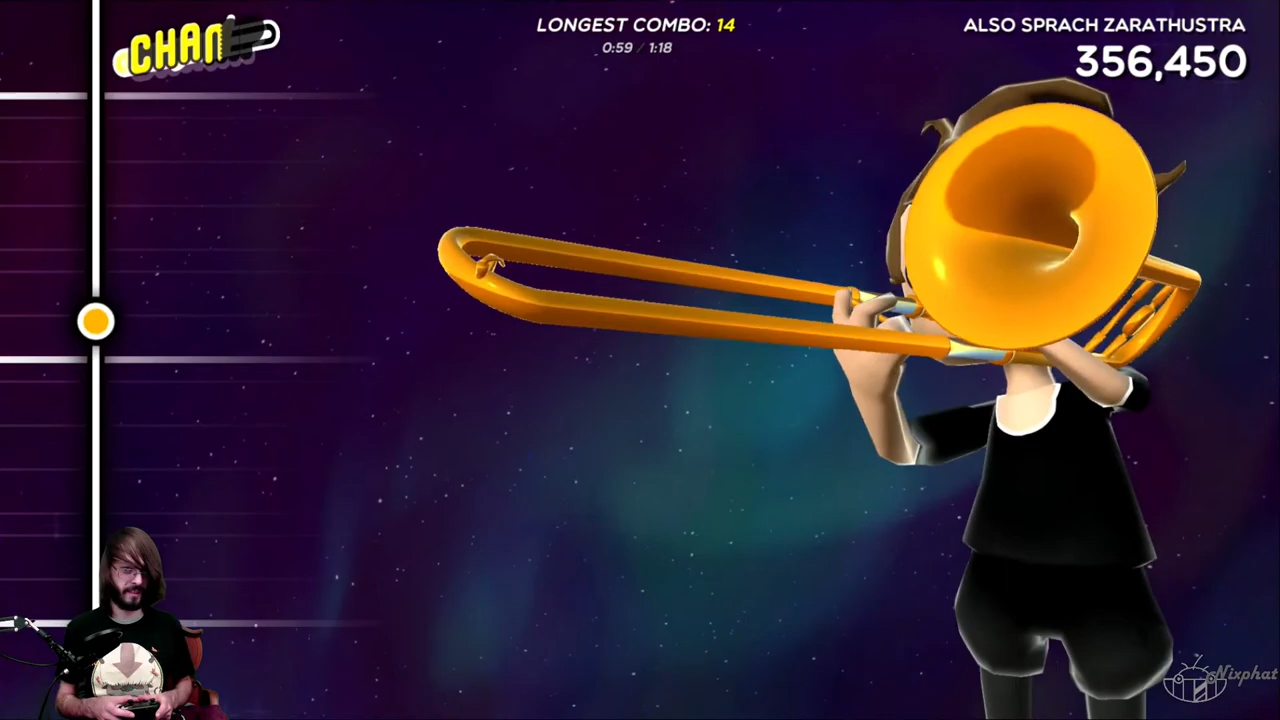 CHAM
LONGEST COMBO: 14
0:59 / 1:18
ALSO SPRACH ZARATHUSTRA
356,450
Nixphat